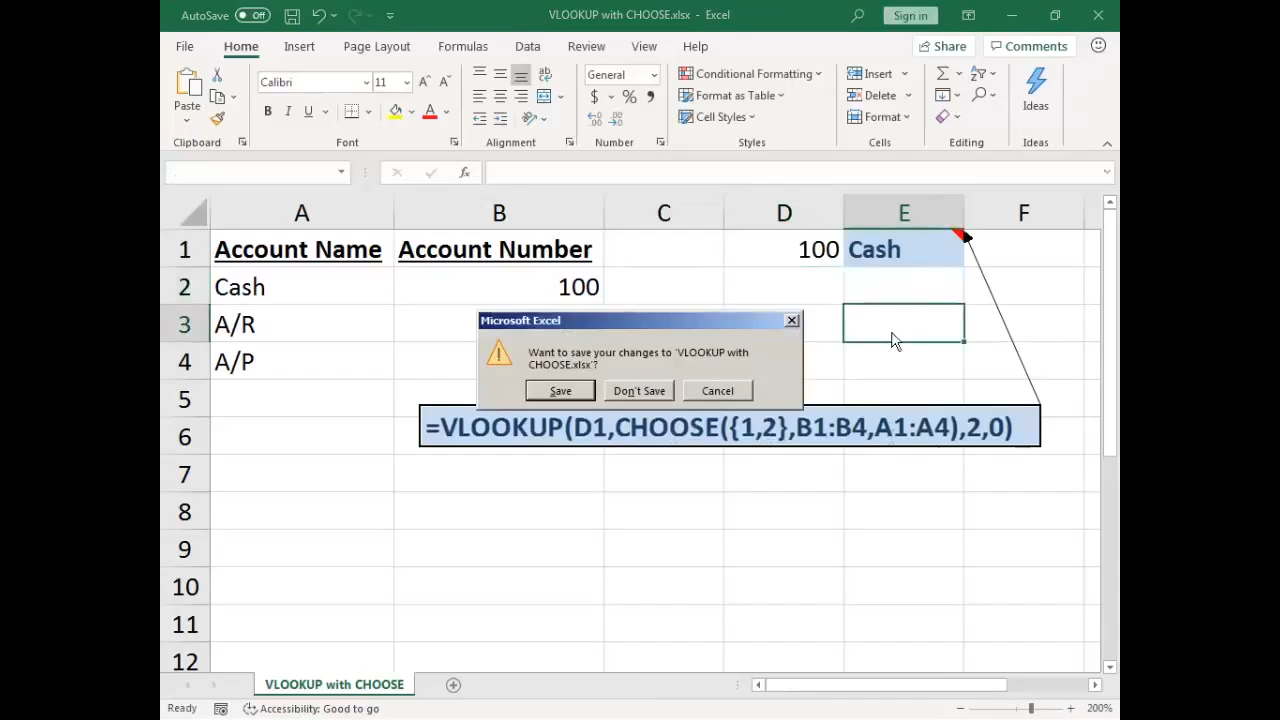 AutoSave Off VLOOKUP with CHOOSE.xlsx - Excel Sign in
File Home Insert Page Layout Formulas Data Review View Help Share Comments
Paste Calibri 11 General Conditional Formatting Insert Ideas
Format as Table Delete
Cell Styles Format
Clipboard Font Alignment Number Styles Cells Editing Ideas
A B C D E F
1 Account Name Account Number 100 Cash
2 Cash 100
3 A/R
4 A/P
5
6
7
8
9
10
11
12
Microsoft Excel
Want to save your changes to 'VLOOKUP with
CHOOSE.xlsx'?
Save Don't Save Cancel
=VLOOKUP(D1,CHOOSE({1,2},B1:B4,A1:A4),2,0)
VLOOKUP with CHOOSE
Ready Accessibility: Good to go 200%